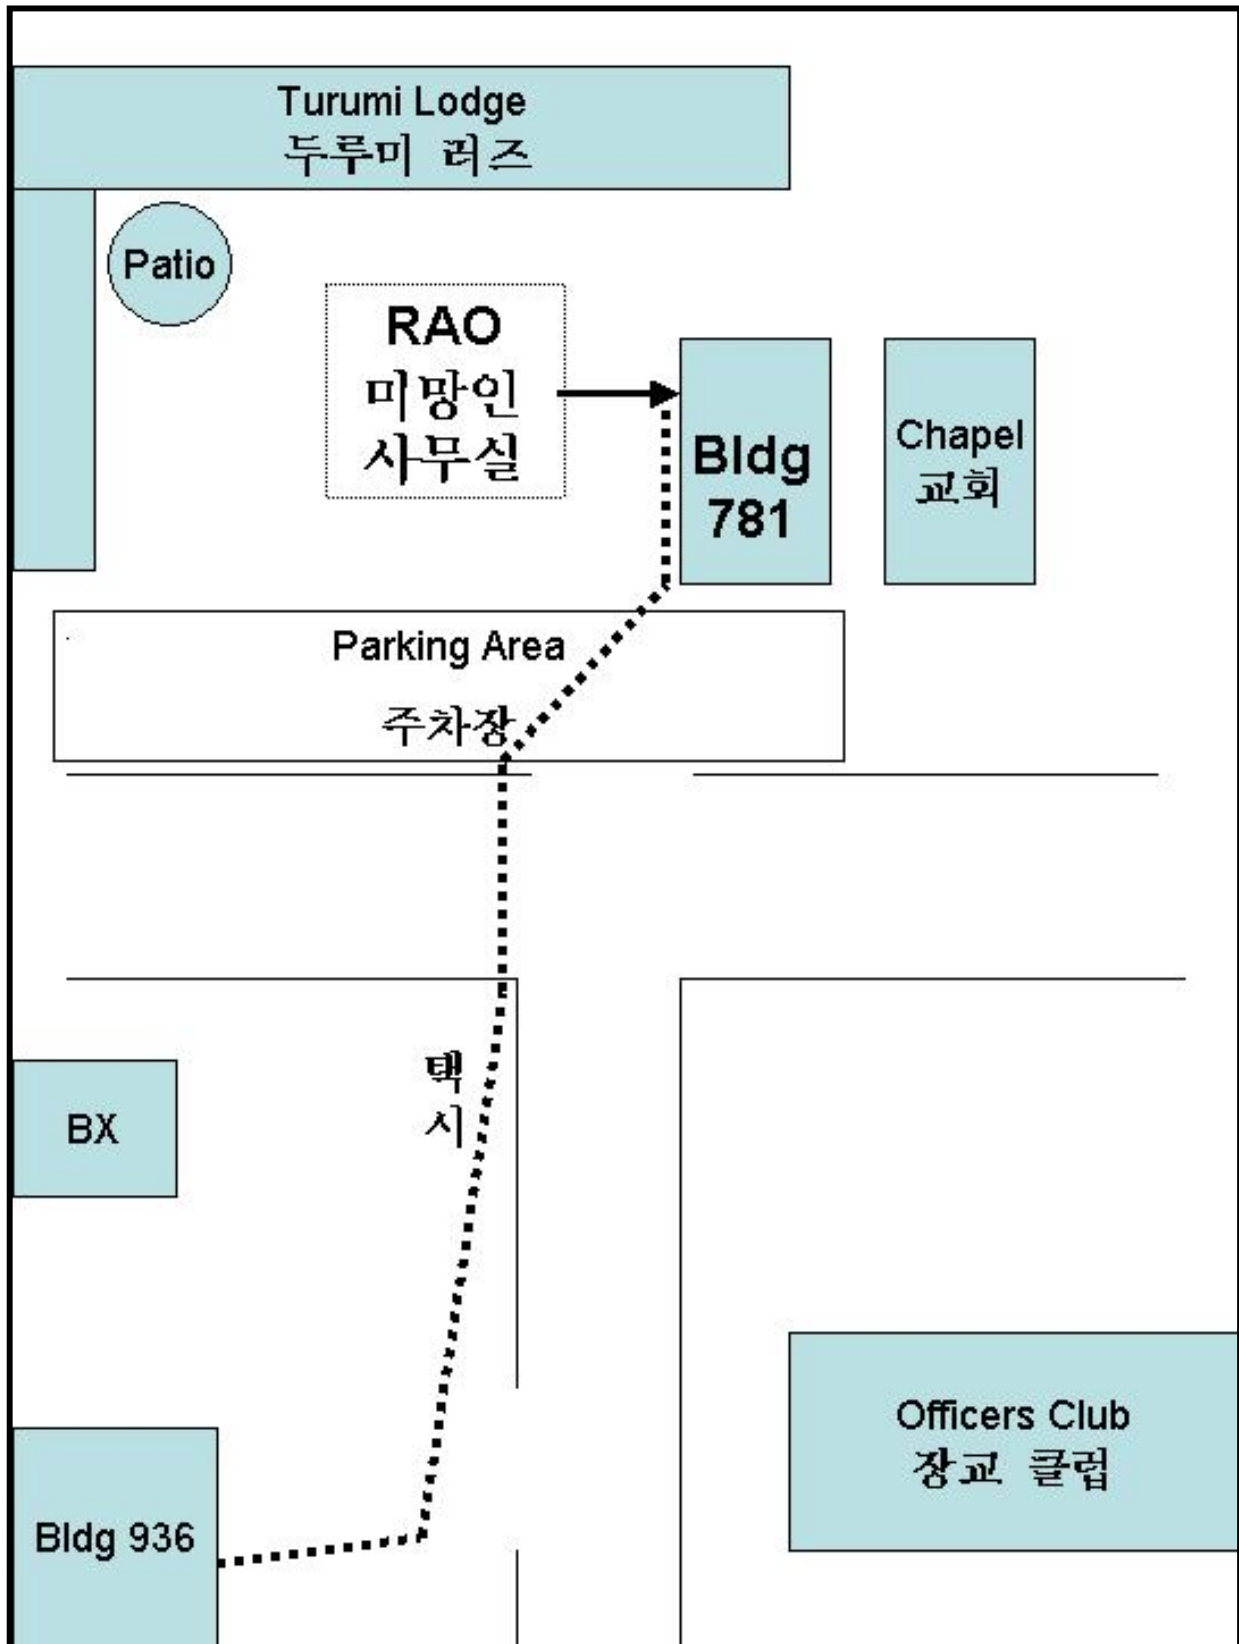 Turumi Lodge
두루미 러즈
Patio
RAO
미망인
사무실
Bldg
781
Chapel
교회
Parking Area
주차장
택
시
BX
Officers Club
장교 클럽
Bldg 936